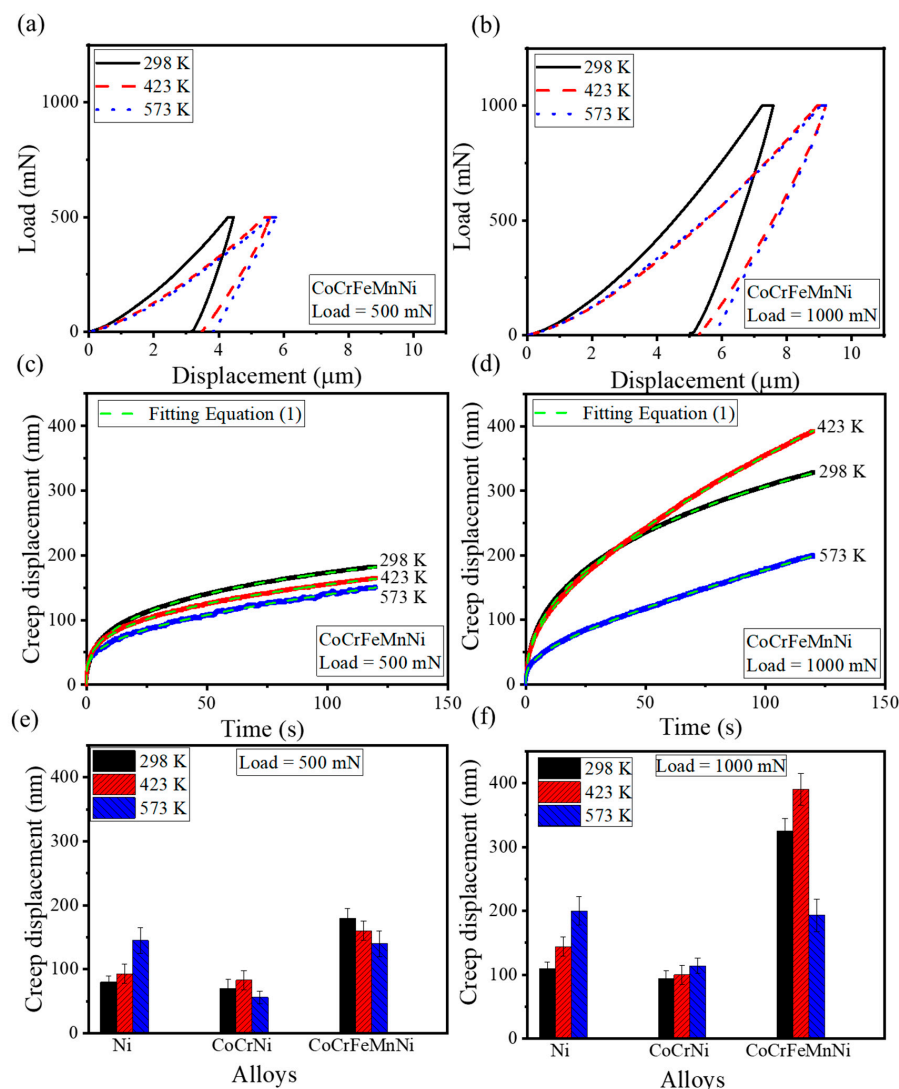 (a)
298 K
423 K
573 K
1000
500
0
Load (mN)
CoCrFeMnNi
Load = 500 mN
0 2 4 6 8 10
Displacement (μm)
(b)
298 K
423 K
573 K
1000
500
0
Load (mN)
CoCrFeMnNi
Load = 1000 mN
0 2 4 6 8 10
Displacement (μm)
(c)
Fitting Equation (1)
400
300
200
100
0
Creep displacement (nm)
298 K
423 K
573 K
CoCrFeMnNi
Load = 500 mN
0 50 100 150
Time (s)
(d)
Fitting Equation (1)
400
300
200
100
0
Creep displacement (nm)
423 K
298 K
573 K
CoCrFeMnNi
Load = 1000 mN
0 50 100 150
Time (s)
(e)
298 K
423 K
573 K
Load = 500 mN
400
300
200
100
0
Creep displacement (nm)
Ni CoCrNi CoCrFeMnNi
Alloys
(f)
298 K
423 K
573 K
Load = 1000 mN
400
300
200
100
0
Creep displacement (nm)
Ni CoCrNi CoCrFeMnNi
Alloys